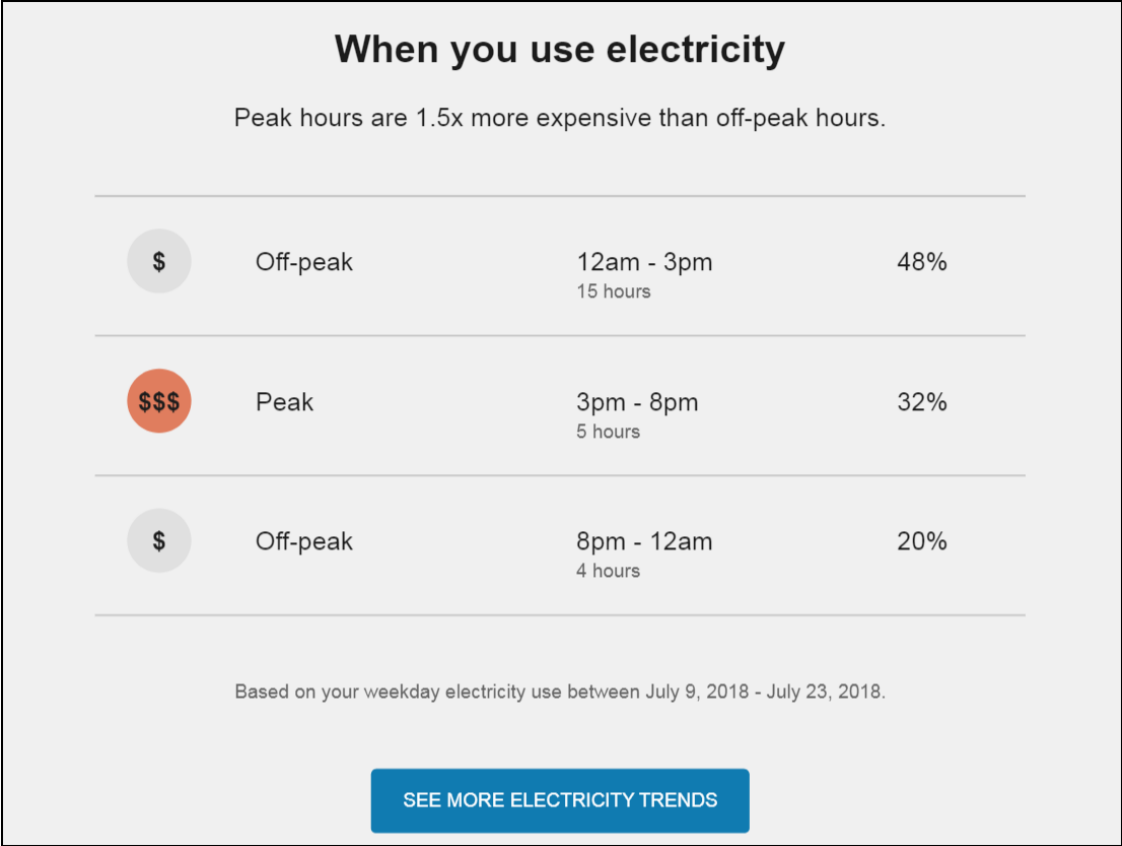 When you use electricity
Peak hours are 1.5x more expensive than off-peak hours.
$ Off-peak 12am - 3pm 48%
15 hours
$$$ Peak 3pm - 8pm 32%
5 hours
$ Off-peak 8pm - 12am 20%
4 hours
Based on your weekday electricity use between July 9, 2018 - July 23, 2018.
SEE MORE ELECTRICITY TRENDS